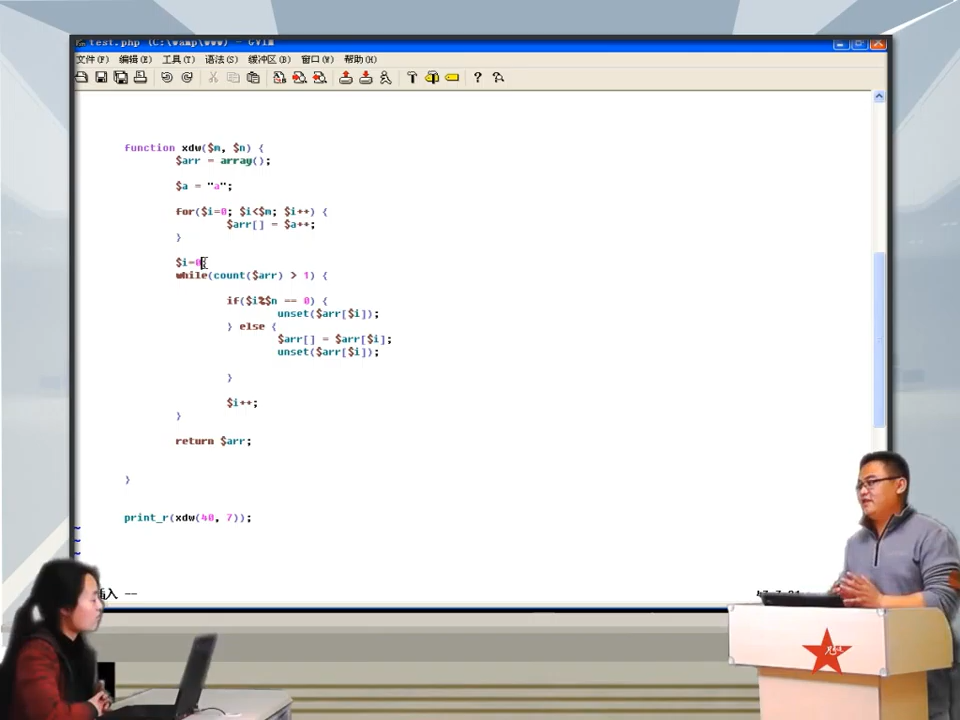 test.php (C:\wamp\www) - GVIM
文件(F) 编辑(E) 工具(T) 语法(S) 缓冲区(B) 窗口(W) 帮助(H)
function xdw($m, $n) {
$arr = array();
$a = "a";
for($i=0; $i<$m; $i++) {
$arr[] = $a++;
}
$i=0;
while(count($arr) > 1) {
if($i%$n == 0) {
unset($arr[$i]);
} else {
$arr[] = $arr[$i];
unset($arr[$i]);
}
$i++;
}
return $arr;
}
print_r(xdw(40, 7));
~
~
~
插入 --